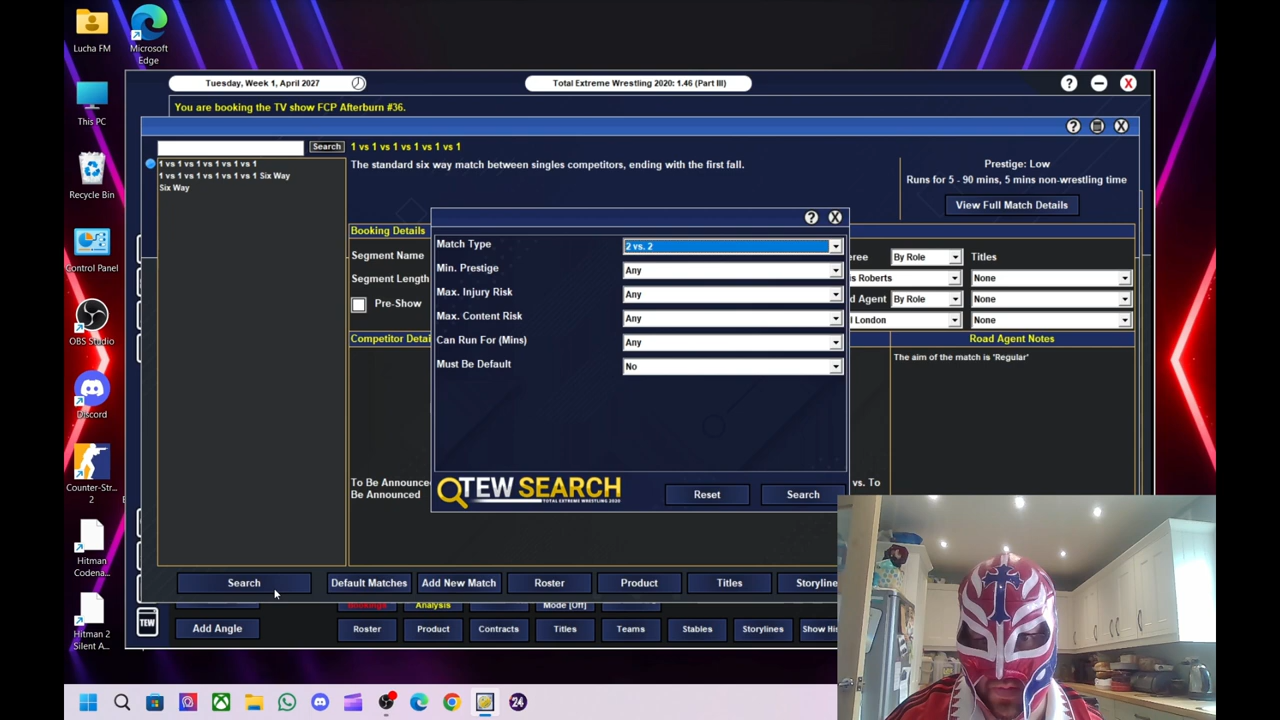 Lucha FM
Microsoft
Edge
This PC
Recycle Bin
Control Panel
OBS Studio
Discord
Counter-Str...
2
Hitman
Codena...
Hitman 2
Silent A...
Tuesday, Week 1, April 2027
Total Extreme Wrestling 2020: 1.46 (Part III)
?
X
You are booking the TV show FCP Afterburn #36.
?
X
Search
1 vs 1 vs 1 vs 1 vs 1 vs 1
1 vs 1 vs 1 vs 1 vs 1 vs 1
1 vs 1 vs 1 vs 1 vs 1 vs 1 Six Way
Six Way
The standard six way match between singles competitors, ending with the first fall.
Prestige: Low
Runs for 5 - 90 mins, 5 mins non-wrestling time
View Full Match Details
Booking Details
Segment Name
Segment Length
Pre-Show
Competitor Detai
To Be Announced
Be Announced
? X
Match Type 2 vs. 2
Min. Prestige Any
Max. Injury Risk Any
Max. Content Risk Any
Can Run For (Mins) Any
Must Be Default No
TEW SEARCH
TOTAL EXTREME WRESTLING 2020
Reset
Search
eree By Role Titles
s Roberts None
d Agent By Role None
l London None
Road Agent Notes
The aim of the match is 'Regular'
vs. To
Search
Default Matches
Add New Match
Roster
Product
Titles
Storyline
Bookings
Analysis
Mode [Off]
TEW
Add Angle
Roster
Product
Contracts
Titles
Teams
Stables
Storylines
Show Hi
24